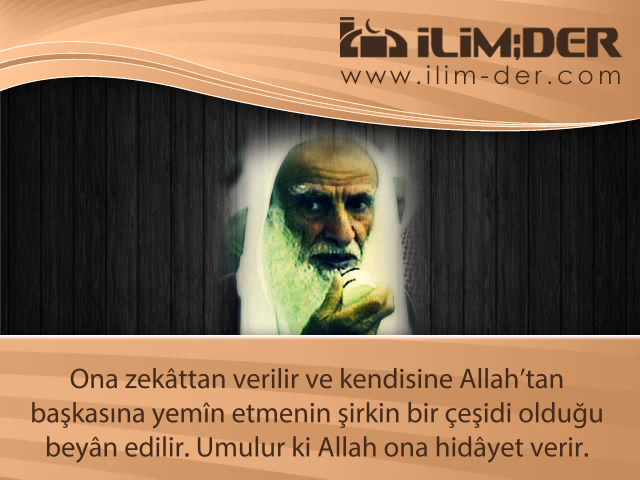 İLİM;DER
www.ilim-der.com
Ona zekâttan verilir ve kendisine Allah’tan
başkasına yemîn etmenin şirkin bir çeşidi olduğu
beyân edilir. Umulur ki Allah ona hidâyet verir.